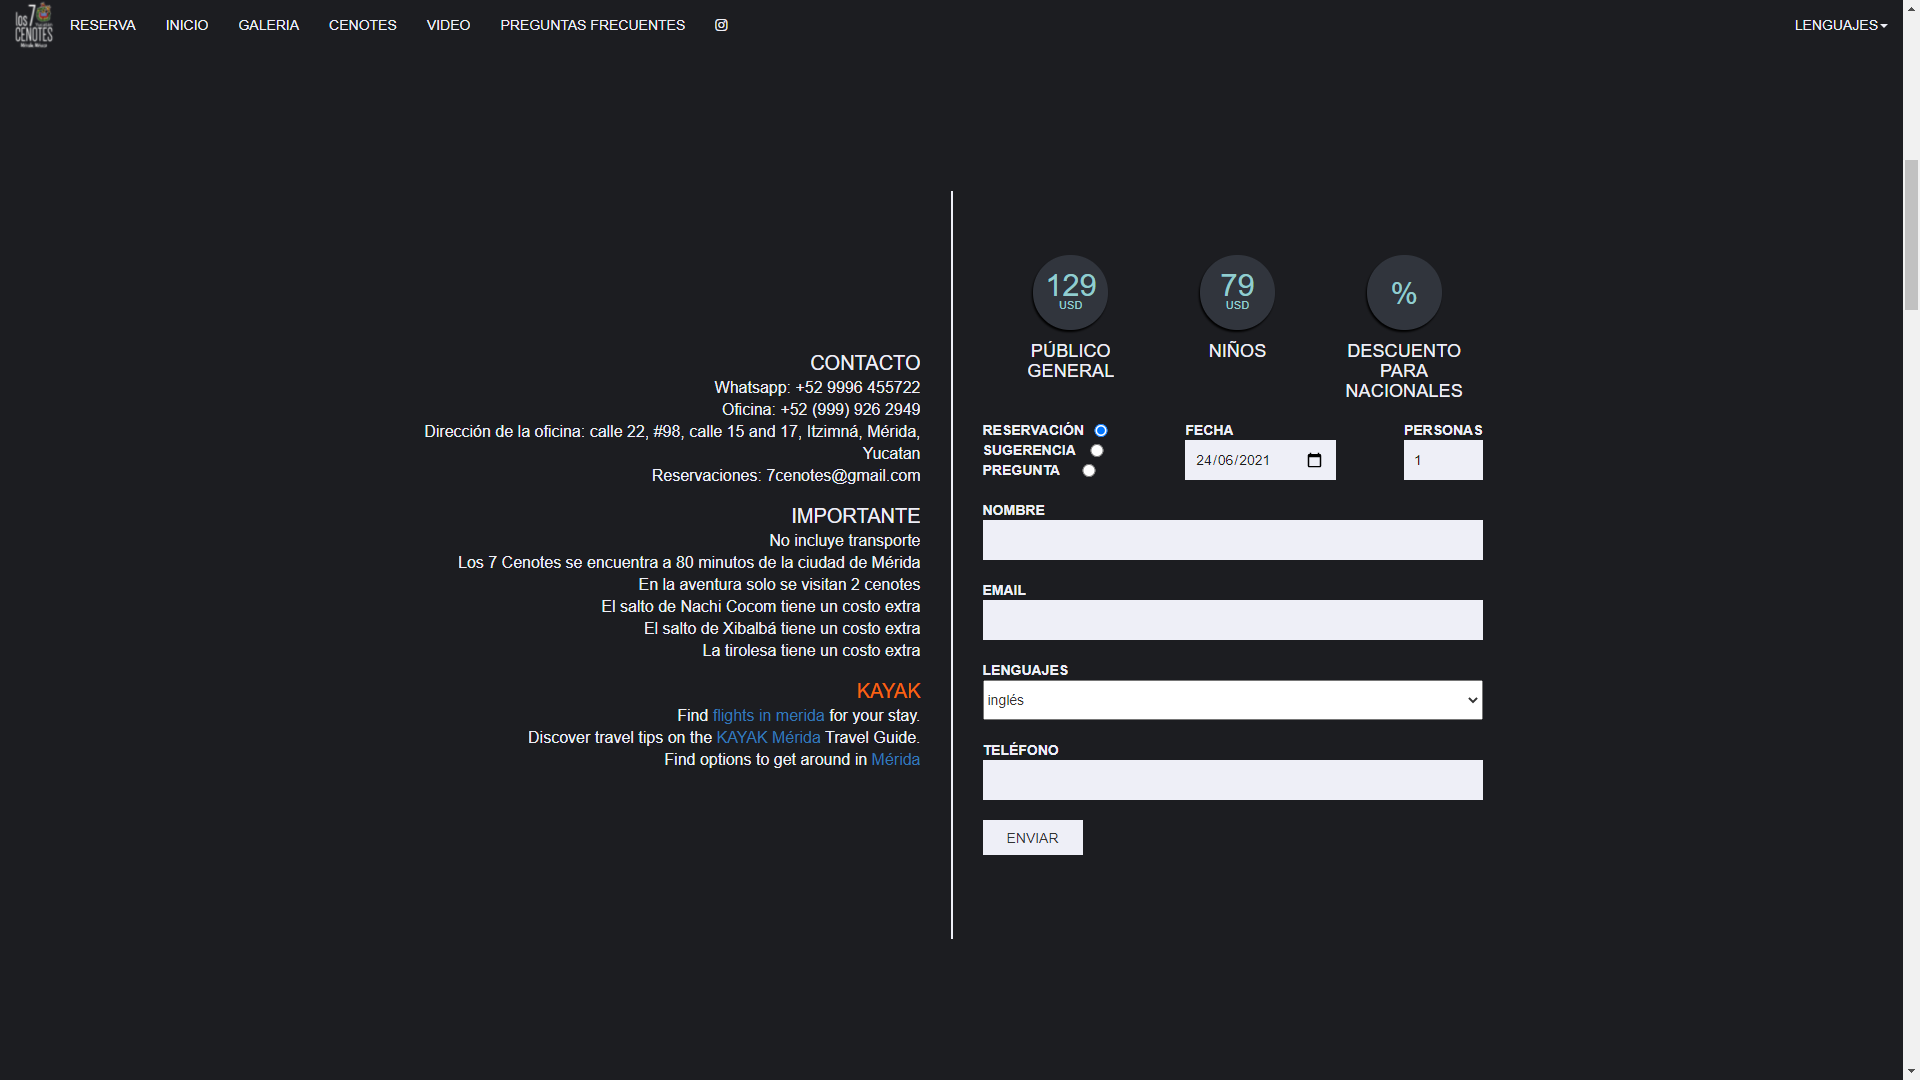 los 7
CENOTES
RESERVA
INICIO
GALERIA
CENOTES
VIDEO
PREGUNTAS FRECUENTES
LENGUAJES
CONTACTO
Whatsapp: +52 9996 455722
Oficina: +52 (999) 926 2949
Dirección de la oficina: calle 22, #98, calle 15 and 17, Itzimná, Mérida,
Yucatan
Reservaciones: 7cenotes@gmail.com
IMPORTANTE
No incluye transporte
Los 7 Cenotes se encuentra a 80 minutos de la ciudad de Mérida
En la aventura solo se visitan 2 cenotes
El salto de Nachi Cocom tiene un costo extra
El salto de Xibalbá tiene un costo extra
La tirolesa tiene un costo extra
KAYAK
Find flights in merida for your stay.
Discover travel tips on the KAYAK Mérida Travel Guide.
Find options to get around in Mérida
129
USD
PÚBLICO
GENERAL
79
USD
NIÑOS
%
DESCUENTO
PARA
NACIONALES
RESERVACIÓN
SUGERENCIA
PREGUNTA
FECHA
24/06/2021
PERSONAS
1
NOMBRE
EMAIL
LENGUAJES
inglés
TELÉFONO
ENVIAR